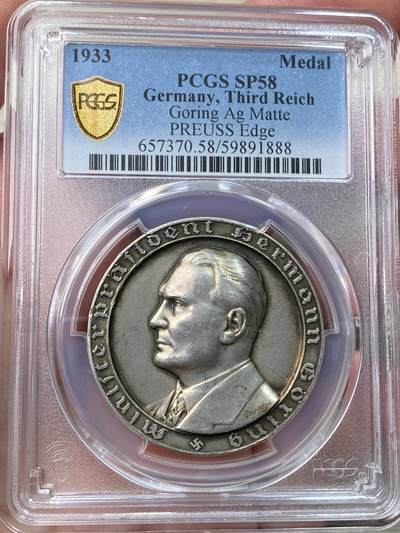 1933 Medal
PCGS SP58
Germany, Third Reich
Goring Ag Matte
PREUSS Edge
657370.58/59891888
PCGS
Ministerpräsident Hermann Göring
PCGS